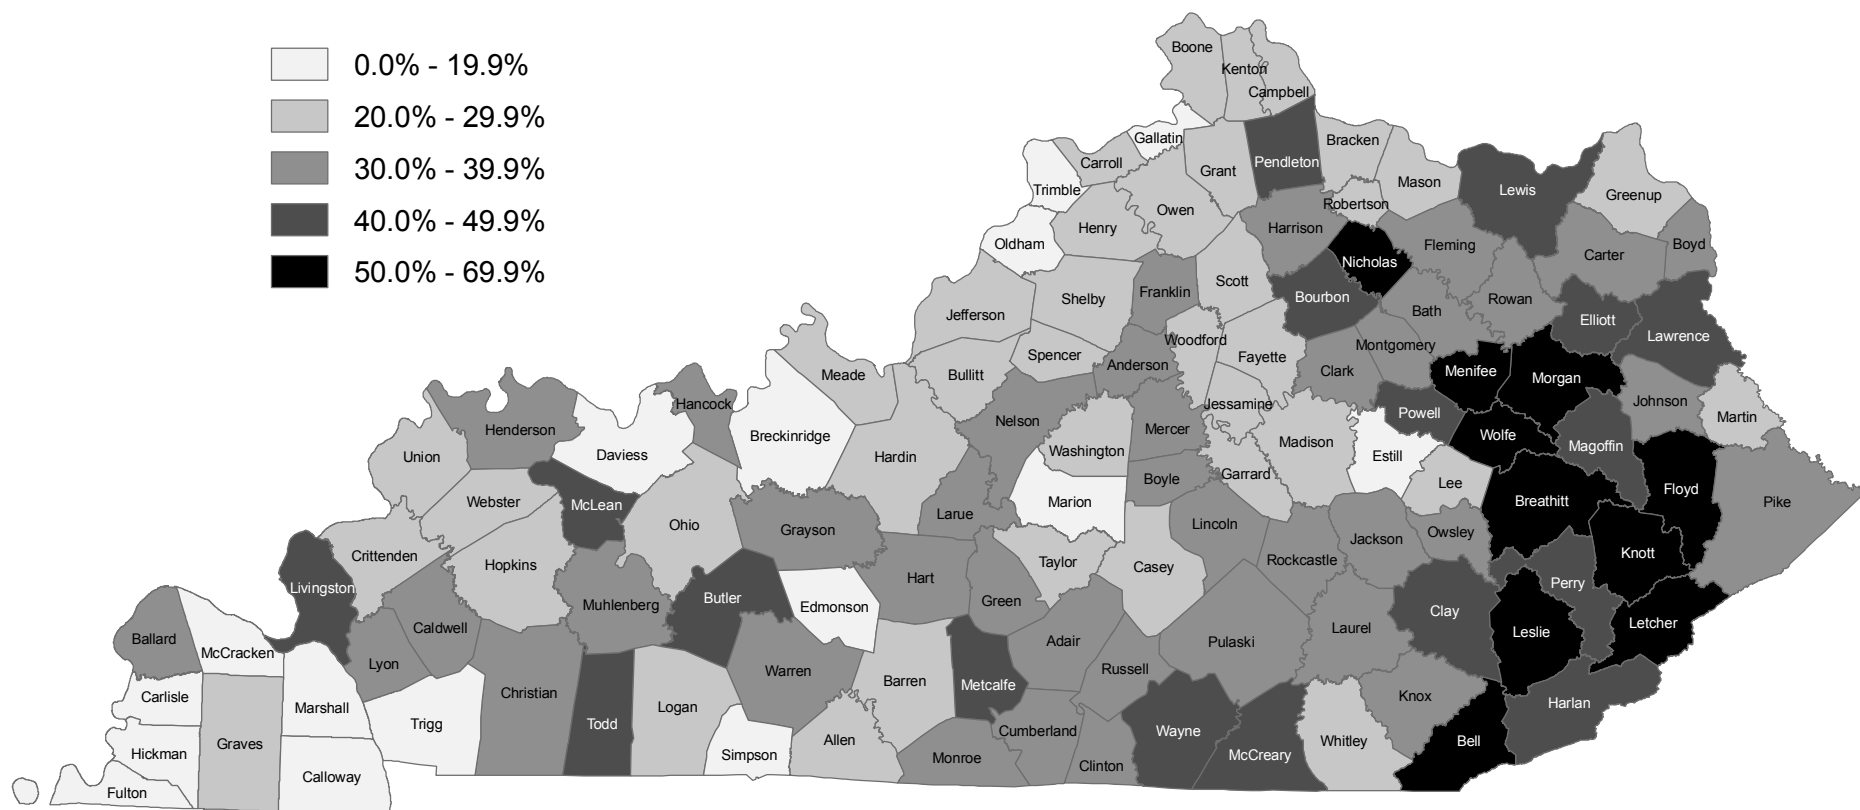 0.0% - 19.9%
20.0% - 29.9%
30.0% - 39.9%
40.0% - 49.9%
50.0% - 69.9%
Boone
Kenton
Campbell
Gallatin
Carroll
Grant
Pendleton
Bracken
Mason
Lewis
Greenup
Trimble
Owen
Robertson
Henry
Harrison
Fleming
Carter
Boyd
Oldham
Nicholas
Scott
Franklin
Shelby
Bourbon
Bath
Rowan
Elliott
Lawrence
Jefferson
Woodford
Fayette
Montgomery
Spencer
Anderson
Clark
Menifee
Morgan
Meade
Bullitt
Jessamine
Powell
Johnson
Martin
Hancock
Henderson
Breckinridge
Nelson
Mercer
Madison
Wolfe
Magoffin
Union
Daviess
Hardin
Washington
Garrard
Estill
Lee
Floyd
Webster
McLean
Ohio
Grayson
Larue
Marion
Boyle
Lincoln
Breathitt
Pike
Crittenden
Hopkins
Taylor
Casey
Rockcastle
Jackson
Owsley
Knott
Livingston
Muhlenberg
Butler
Edmonson
Hart
Green
Perry
Clay
Leslie
Letcher
Ballard
McCracken
Caldwell
Lyon
Warren
Adair
Pulaski
Laurel
Carlisle
Marshall
Christian
Todd
Logan
Barren
Metcalfe
Russell
Knox
Harlan
Hickman
Graves
Trigg
Simpson
Allen
Monroe
Cumberland
Wayne
McCreary
Whitley
Bell
Fulton
Calloway
Clinton